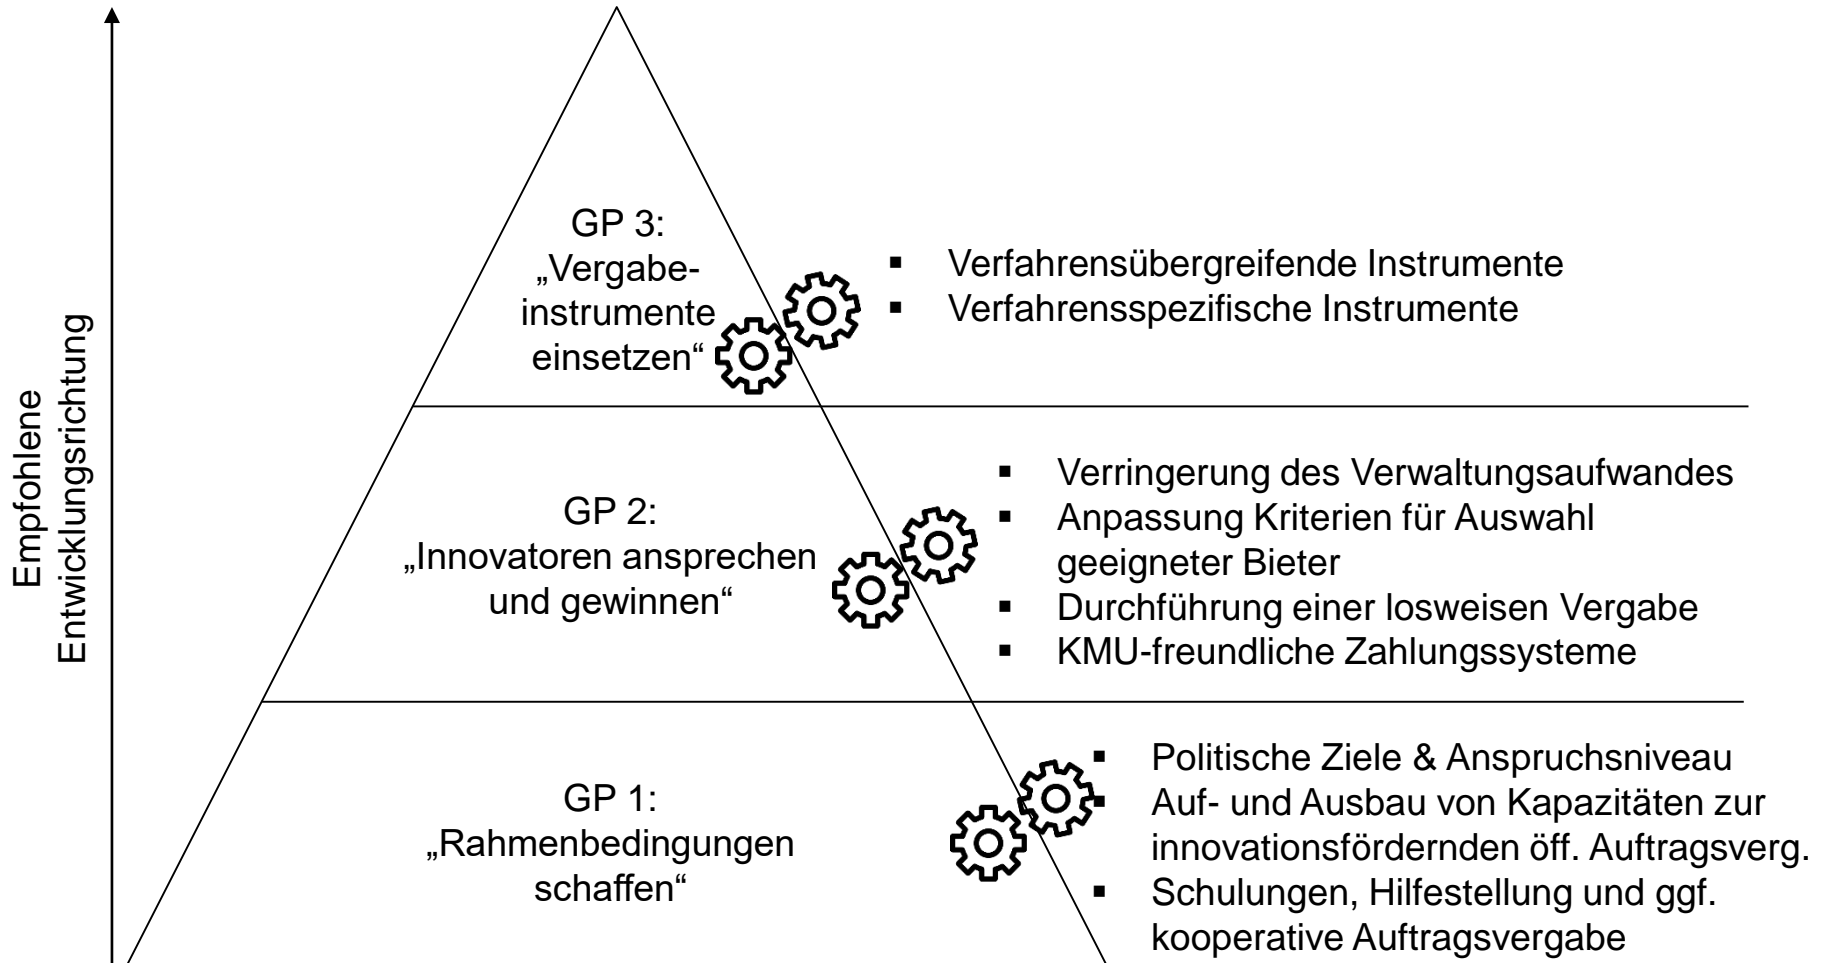 Empfohlene
Entwicklungsrichtung
GP 3:
„Vergabe-
instrumente
einsetzen“
▪ Verfahrensübergreifende Instrumente
▪ Verfahrensspezifische Instrumente
GP 2:
„Innovatoren ansprechen
und gewinnen“
▪ Verringerung des Verwaltungsaufwandes
▪ Anpassung Kriterien für Auswahl
geeigneter Bieter
▪ Durchführung einer losweisen Vergabe
▪ KMU-freundliche Zahlungssysteme
GP 1:
„Rahmenbedingungen
schaffen“
▪ Politische Ziele & Anspruchsniveau
▪ Auf- und Ausbau von Kapazitäten zur
innovationsfördernden öff. Auftragsverg.
▪ Schulungen, Hilfestellung und ggf.
kooperative Auftragsvergabe